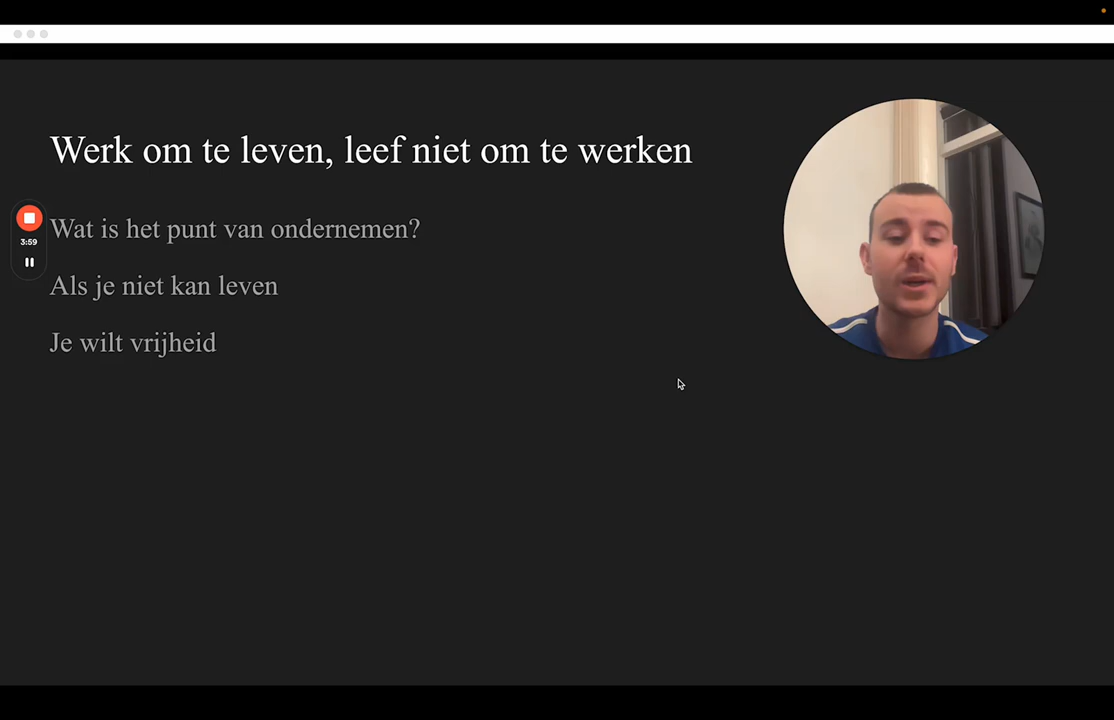 Werk om te leven, leef niet om te werken
Wat is het punt van ondernemen?
3:59
Als je niet kan leven
Je wilt vrijheid